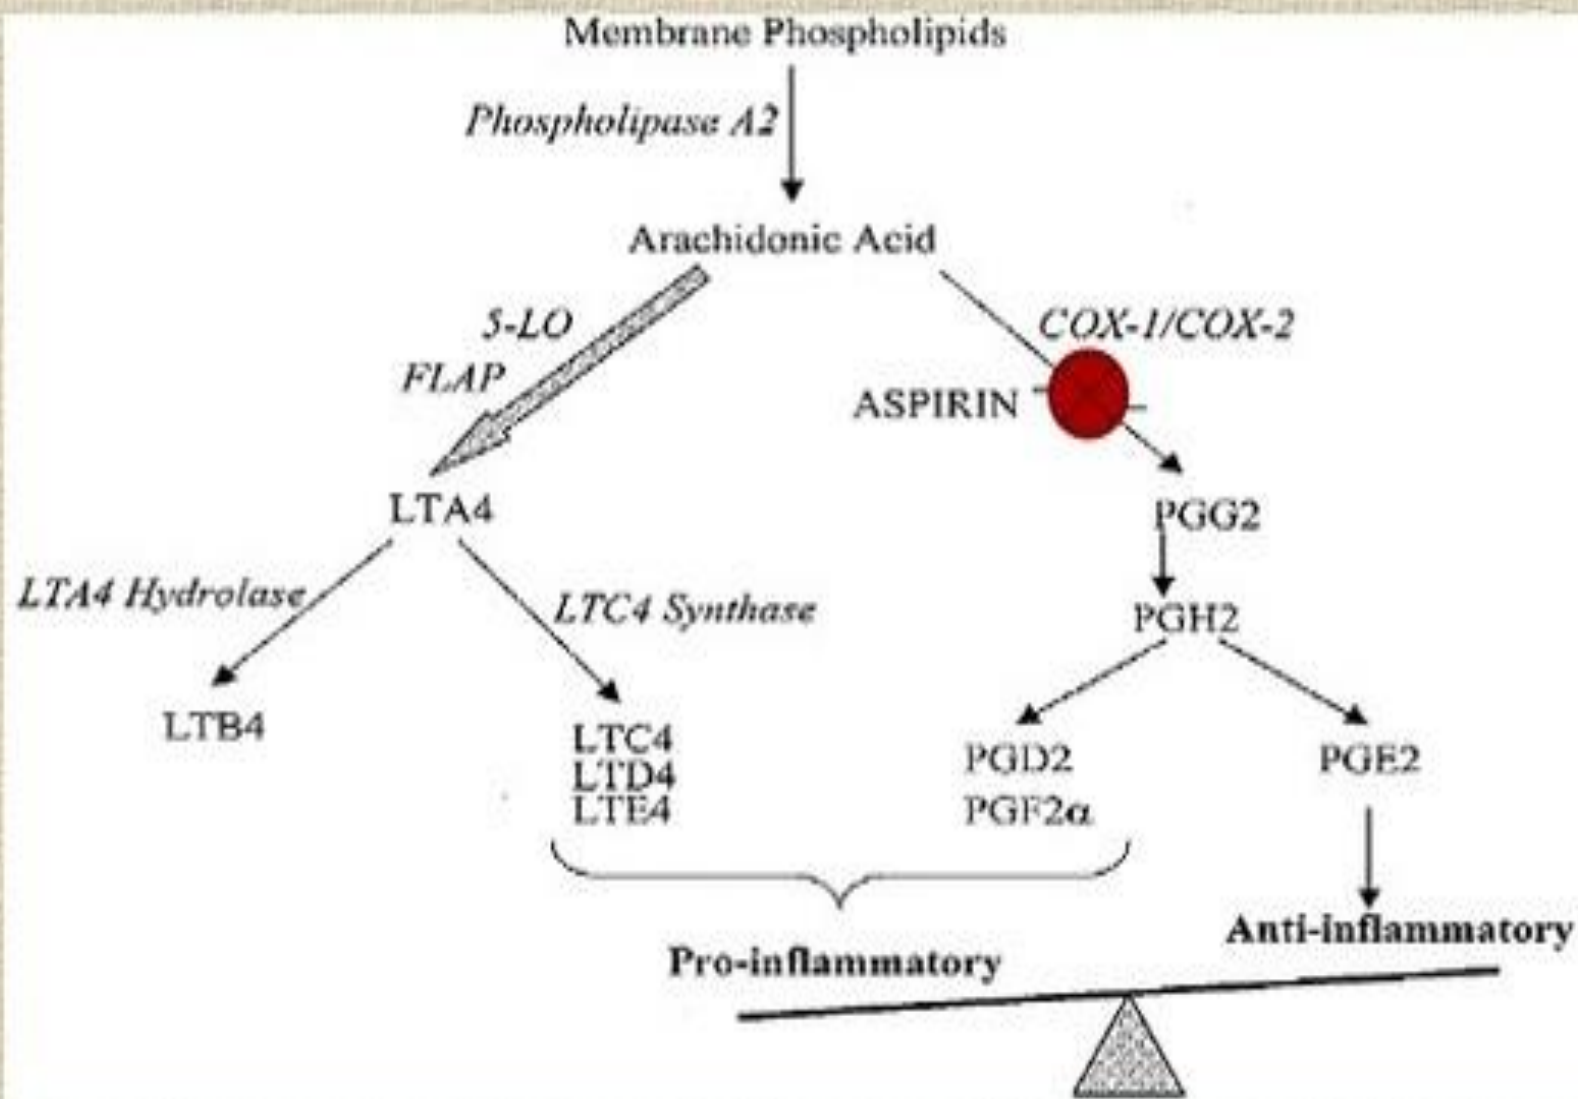 Membrane Phospholipids
Phospholipase A2
Arachidonic Acid
5-LO
FLAP
COX-1/COX-2
ASPIRIN
LTA4
PGG2
LTA4 Hydrolase
LTC4 Synthase
PGH2
LTB4
LTC4
LTD4
LTE4
PGD2
PGF2α
PGE2
Pro-inflammatory
Anti-inflammatory